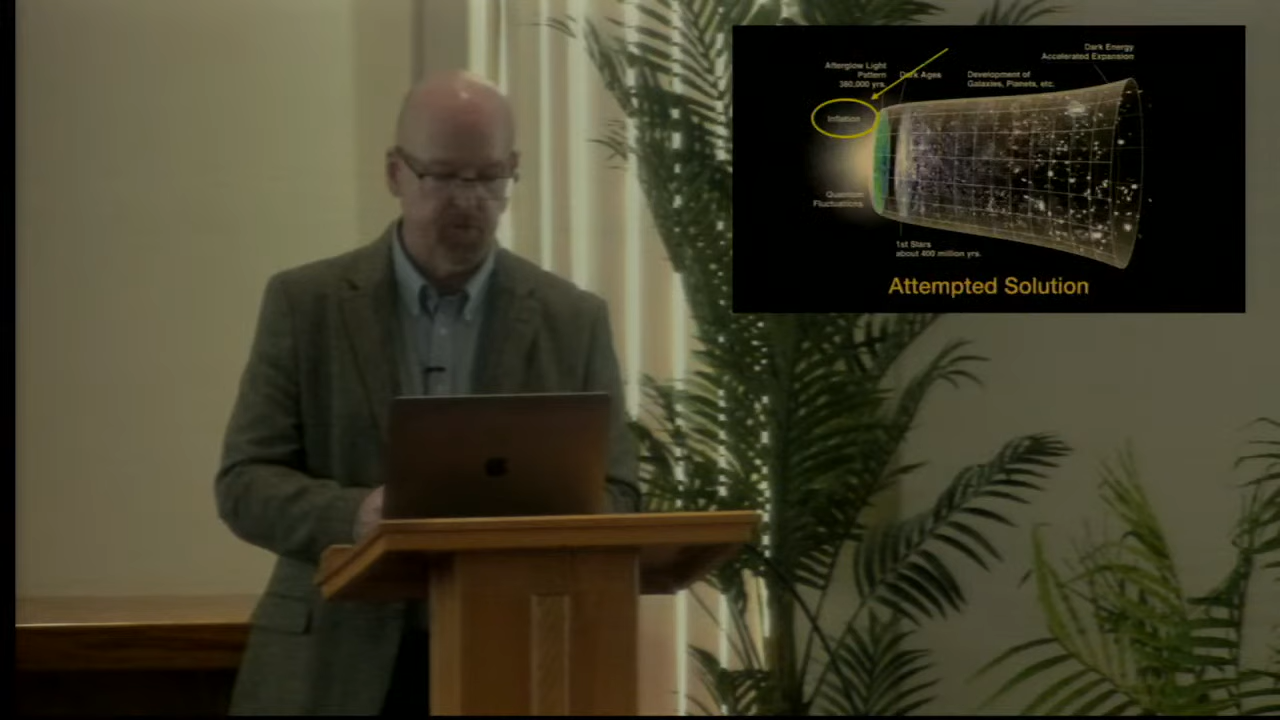 Dark Energy
Accelerated Expansion
Afterglow Light
Pattern
380,000 yrs.
Dark Ages
Development of
Galaxies, Planets, etc.
Inflation
Quantum
Fluctuations
1st Stars
about 400 million yrs.
Attempted Solution